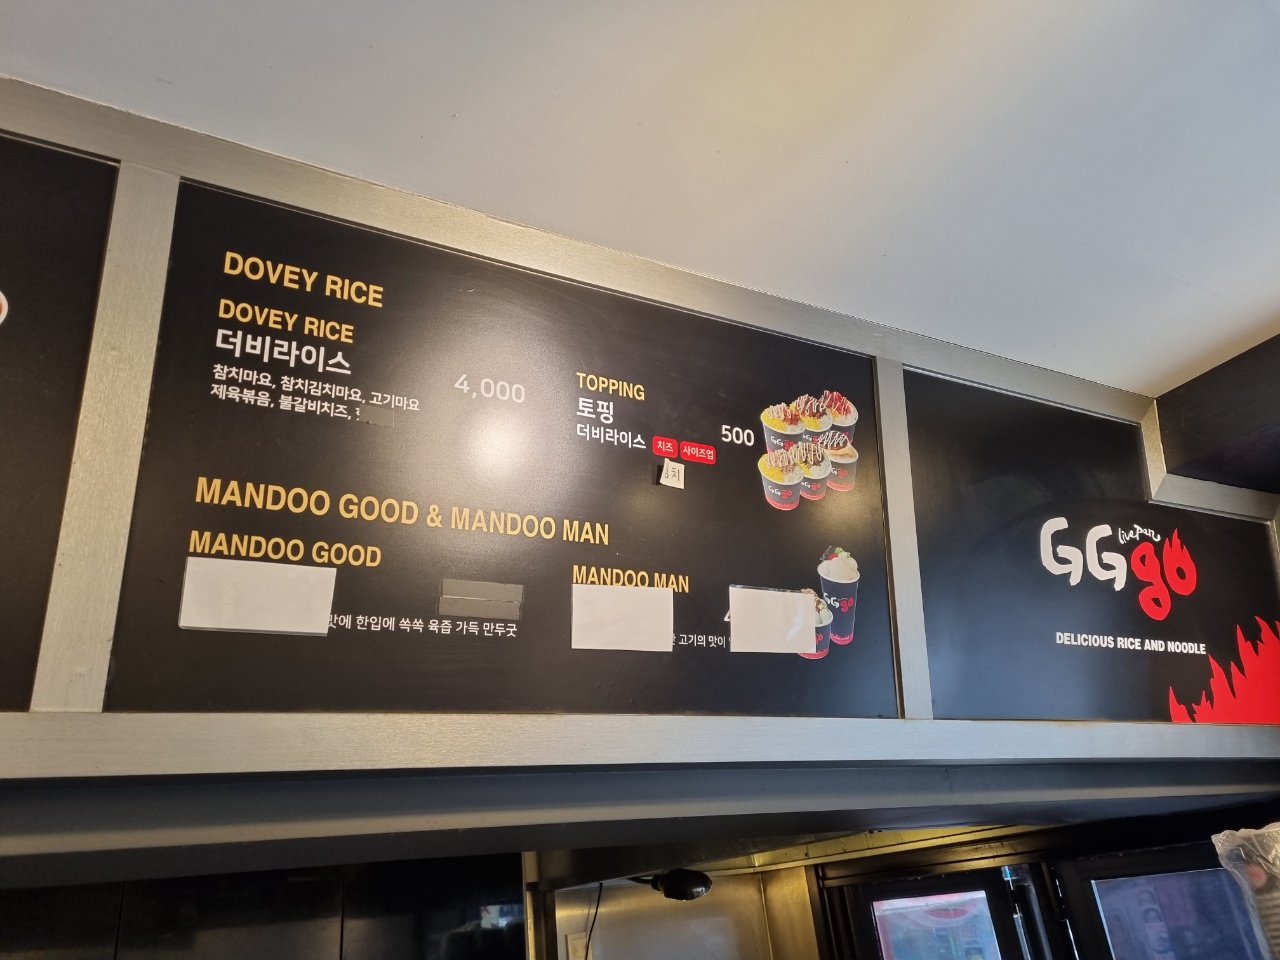 DOVEY RICE
DOVEY RICE
더비라이스
참치마요, 참치김치마요, 고기마요
제육볶음, 불갈비치즈,
4,000
TOPPING
토핑
더비라이스 치즈 사이즈업
500
MANDOO GOOD & MANDOO MAN
MANDOO GOOD
맛에 한입에 쏙쏙 육즙 가득 만두굿
MANDOO MAN
고기의 맛이
GGgo
livepan
DELICIOUS RICE AND NOODLE